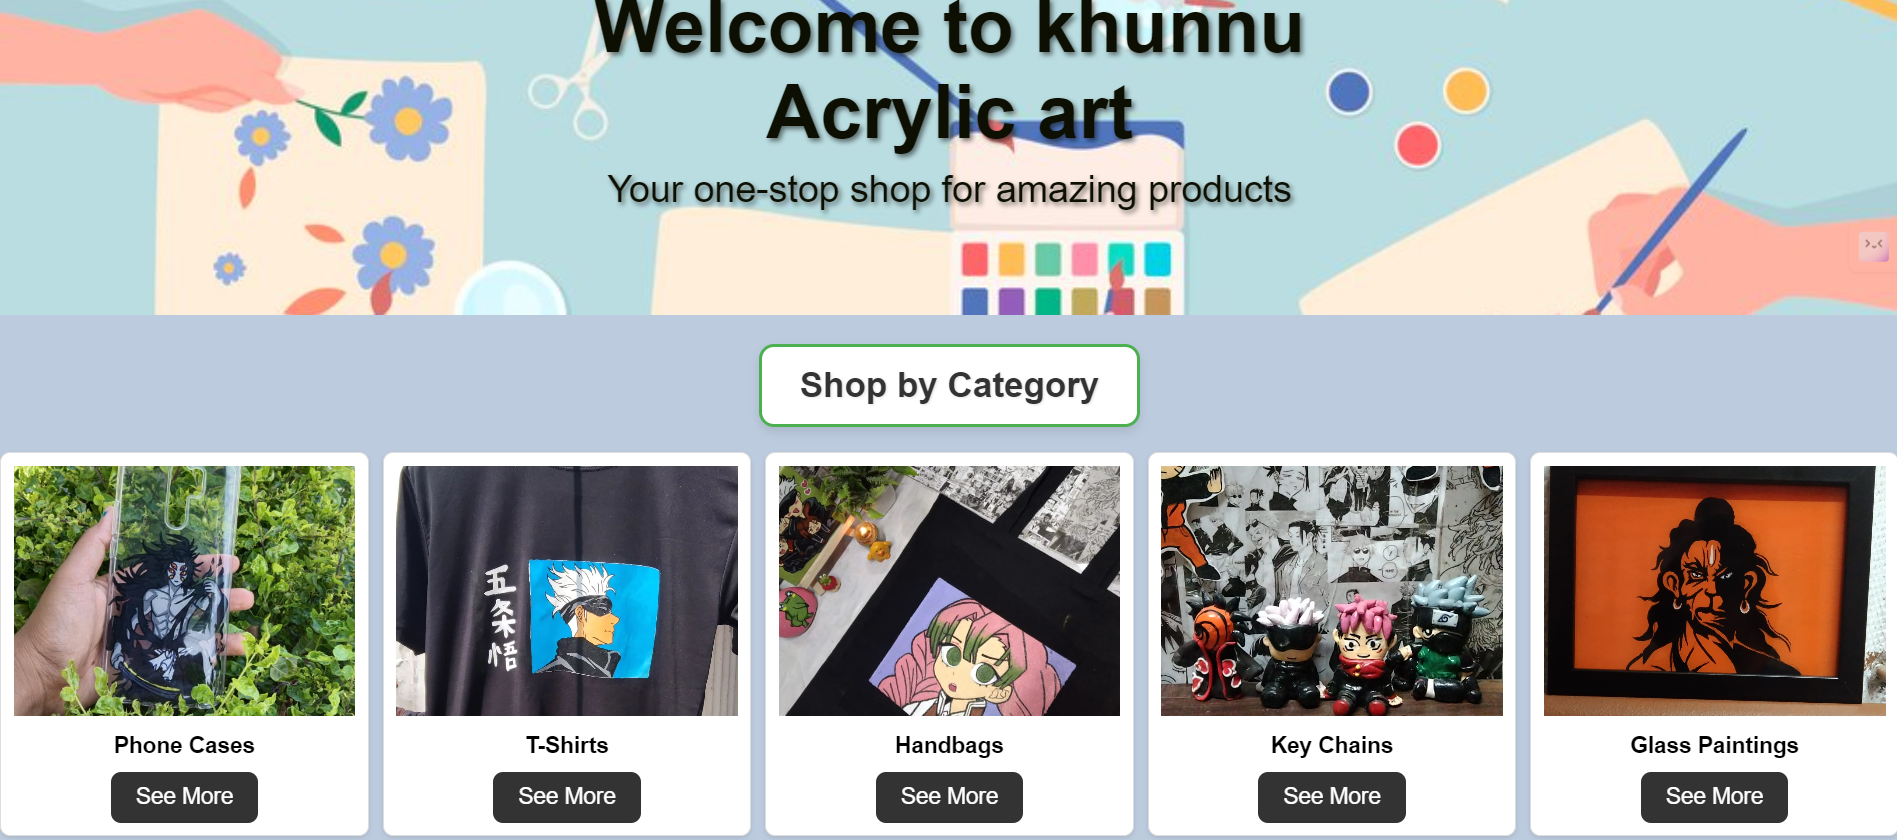 Welcome to khunnu
Acrylic art
Your one-stop shop for amazing products
Shop by Category
五条悟
Phone Cases
T-Shirts
Handbags
Key Chains
Glass Paintings
See More
See More
See More
See More
See More